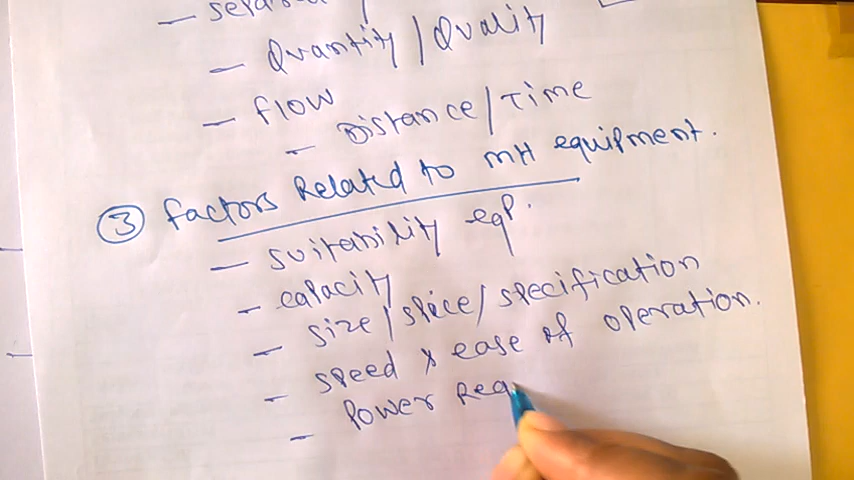 — Quantity/Quality
— flow
- Distance/Time
③ factors Related to MH equipment.
— suitability eqp.
- capacity
- size/spice/specification
- speed & ease of operation.
- Power Req